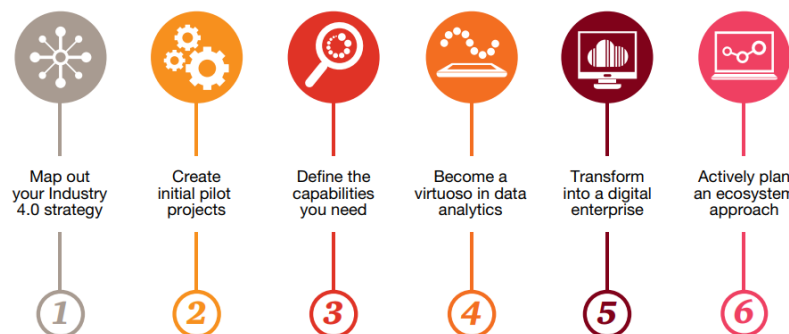 Map out
your Industry
4.0 strategy
1
Create
initial pilot
projects
2
Define the
capabilities
you need
3
Become a
virtuoso in data
analytics
4
Transform
into a digital
enterprise
5
Actively plan
an ecosystem
approach
6